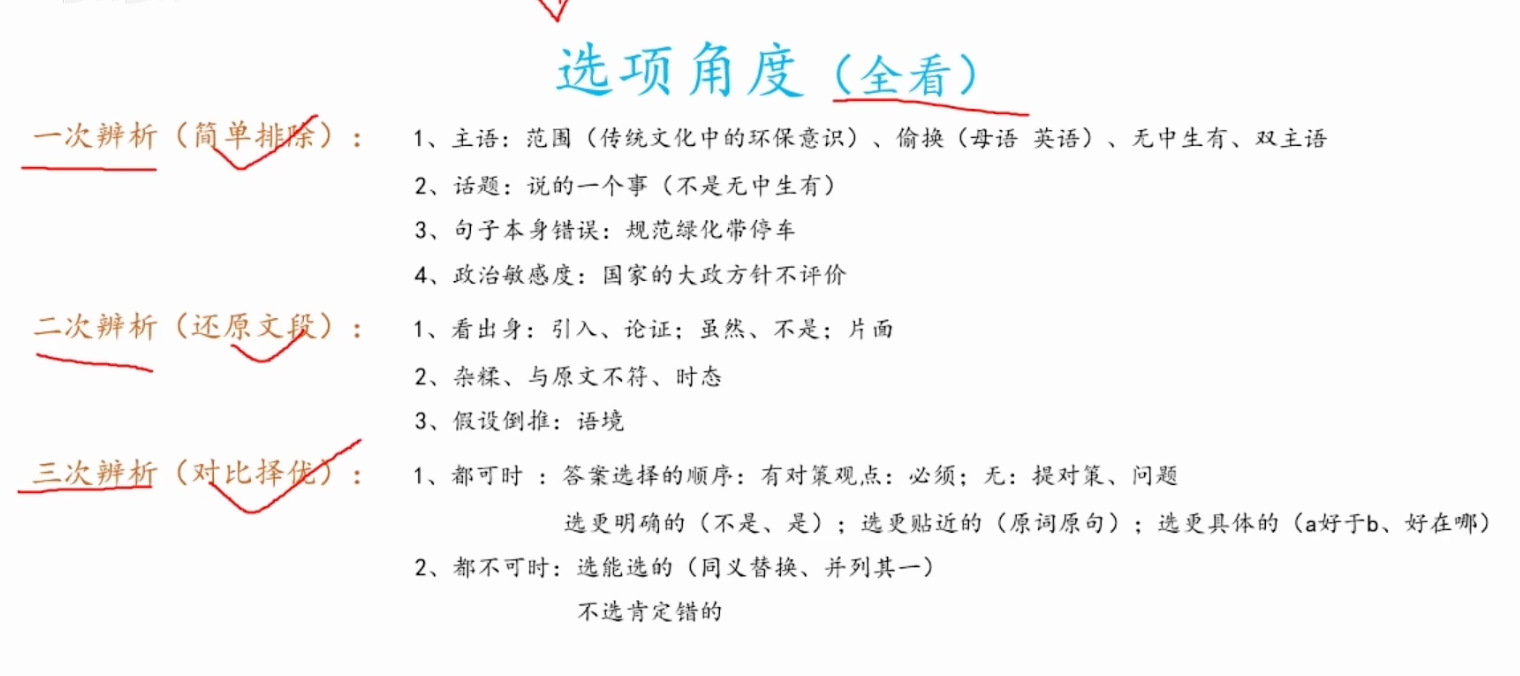 选项角度（全看）
一次辨析（简单排除）： 1、主语：范围（传统文化中的环保意识）、偷换（母语 英语）、无中生有、双主语
2、话题：说的一个事（不是无中生有）
3、句子本身错误：规范绿化带停车
4、政治敏感度：国家的大政方针不评价
二次辨析（还原文段）： 1、看出身：引入、论证；虽然、不是；片面
2、杂糅、与原文不符、时态
3、假设倒推：语境
三次辨析（对比择优）： 1、都可时 ：答案选择的顺序：有对策观点：必须；无：提对策、问题
选更明确的（不是、是）；选更贴近的（原词原句）；选更具体的（a好于b、好在哪）
2、都不可时：选能选的（同义替换、并列其一）
不选肯定错的